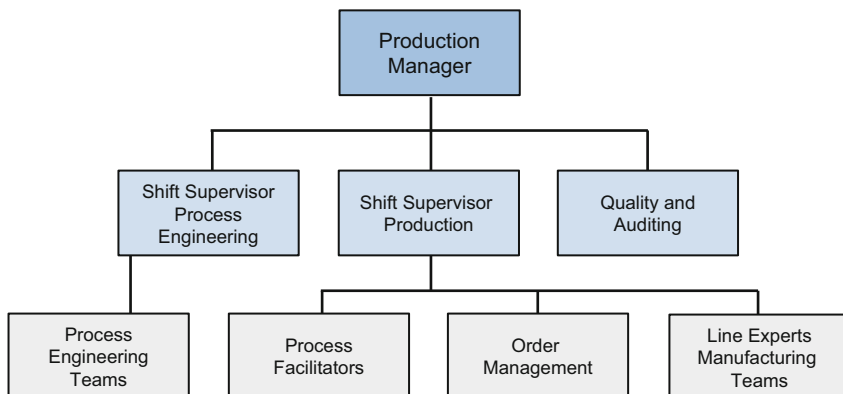 Production
Manager
Shift Supervisor
Process
Engineering
Shift Supervisor
Production
Quality and
Auditing
Process
Engineering
Teams
Process
Facilitators
Order
Management
Line Experts
Manufacturing
Teams